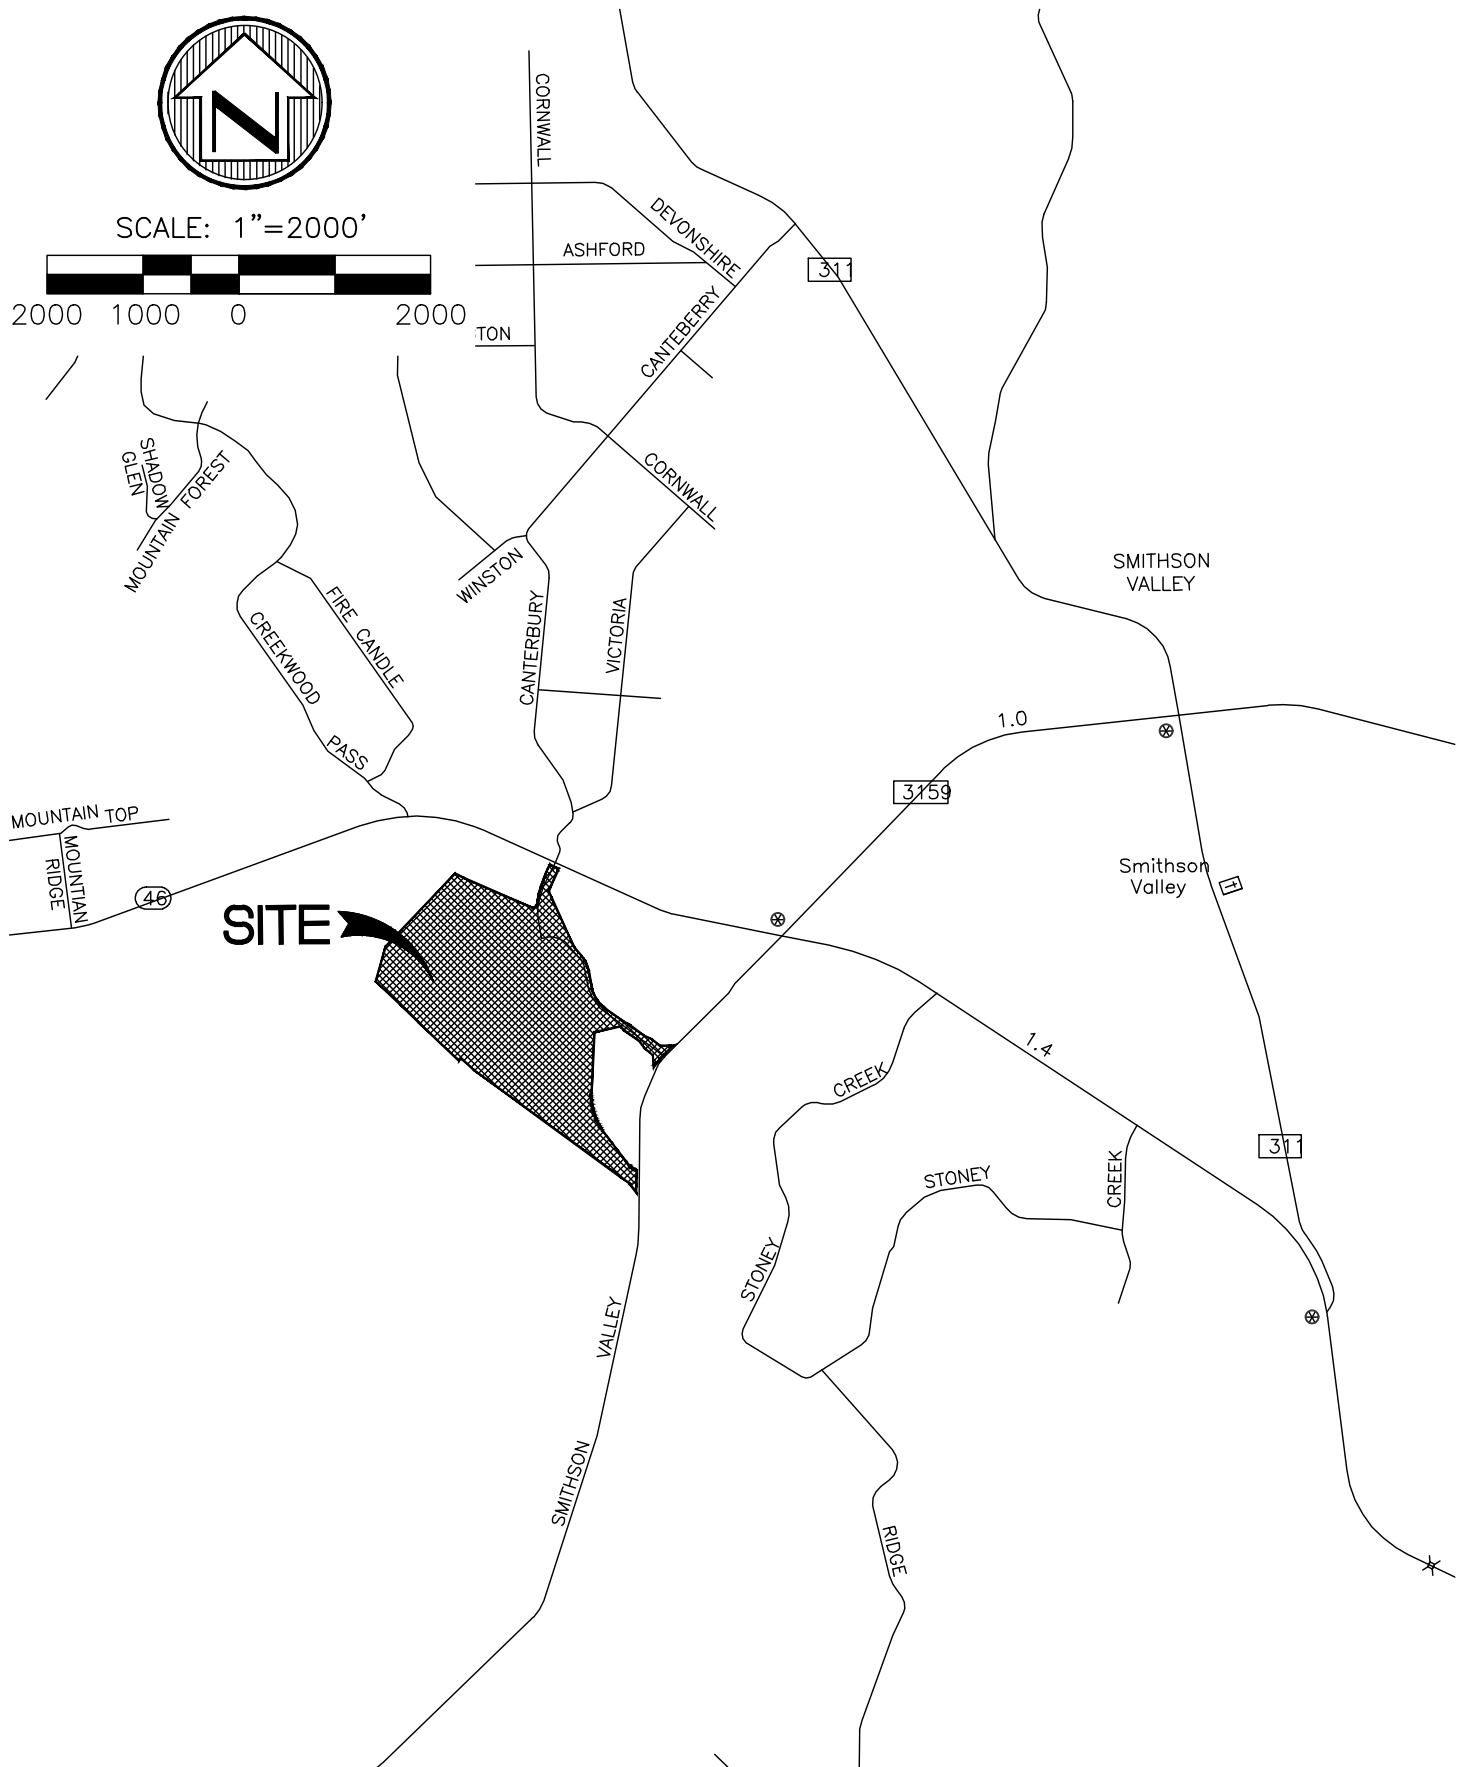 N
CORNWALL
SCALE: 1"=2000'
DEVONSHIRE
ASHFORD
311
2000 1000 0 2000
TON
CANTEBERRY
SHADOW
GLEN
MOUNTAIN FOREST
CORNWALL
WINSTON
SMITHSON
VALLEY
FIRE CANDLE
CREEKWOOD
PASS
CANTERBURY
VICTORIA
1.0
3159
MOUNTAIN TOP
MOUNTIAN
RIDGE
46
SITE
Smithson
Valley
1.4
CREEK
311
CREEK
STONEY
STONEY
VALLEY
SMITHSON
RIDGE